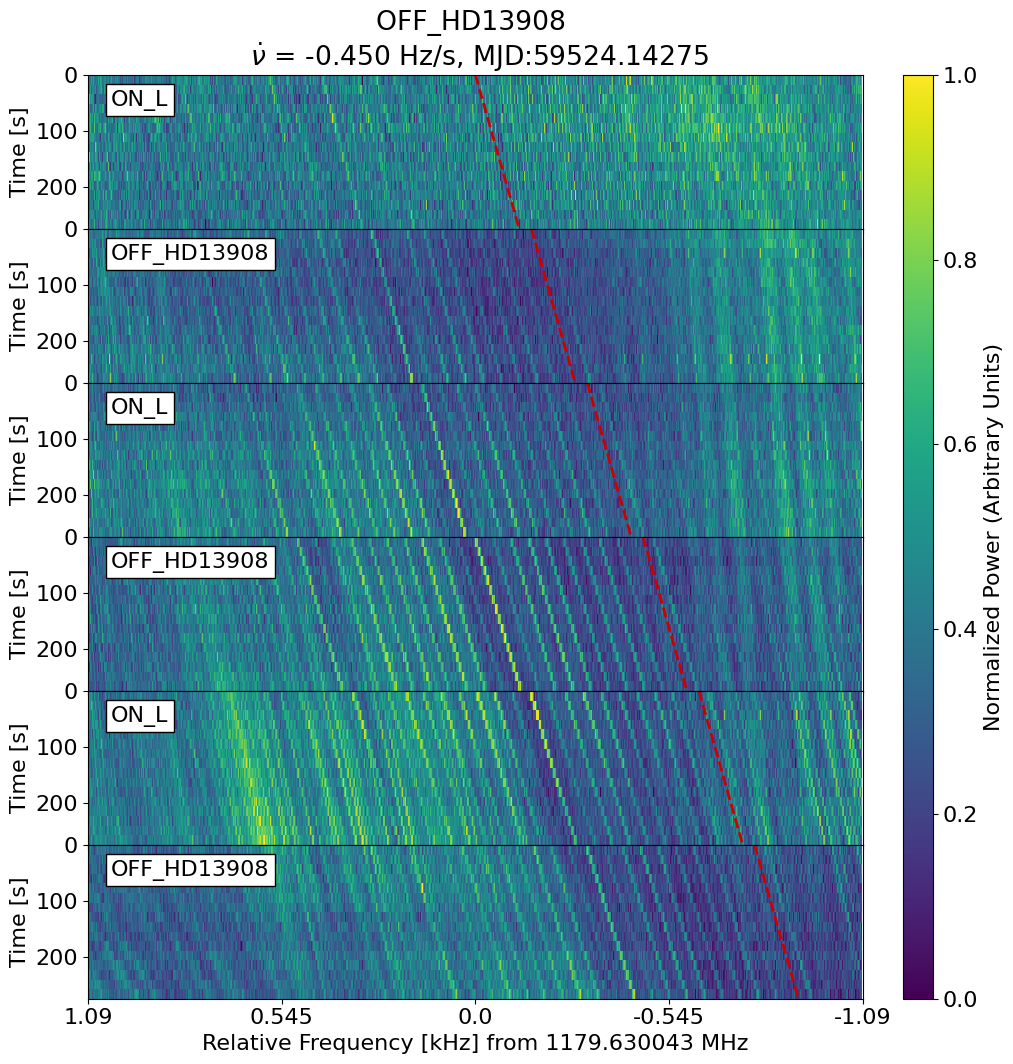 OFF_HD13908
ν̇ = -0.450 Hz/s, MJD:59524.14275
ON_L
OFF_HD13908
ON_L
OFF_HD13908
ON_L
OFF_HD13908
Time [s]
0
100
200
Time [s]
0
100
200
Time [s]
0
100
200
Time [s]
0
100
200
Time [s]
0
100
200
Time [s]
0
100
200
1.09
0.545
0.0
-0.545
-1.09
Relative Frequency [kHz] from 1179.630043 MHz
1.0
0.8
0.6
0.4
0.2
0.0
Normalized Power (Arbitrary Units)